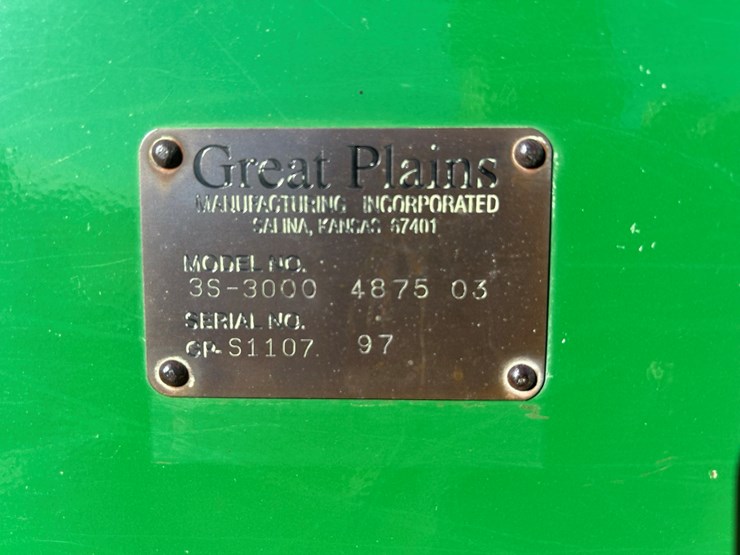 Great Plains
MANUFACTURING INCORPORATED
SALINA, KANSAS 67401
MODEL NO.
3S-3000 4875 03
SERIAL NO.
GP-S1107 97